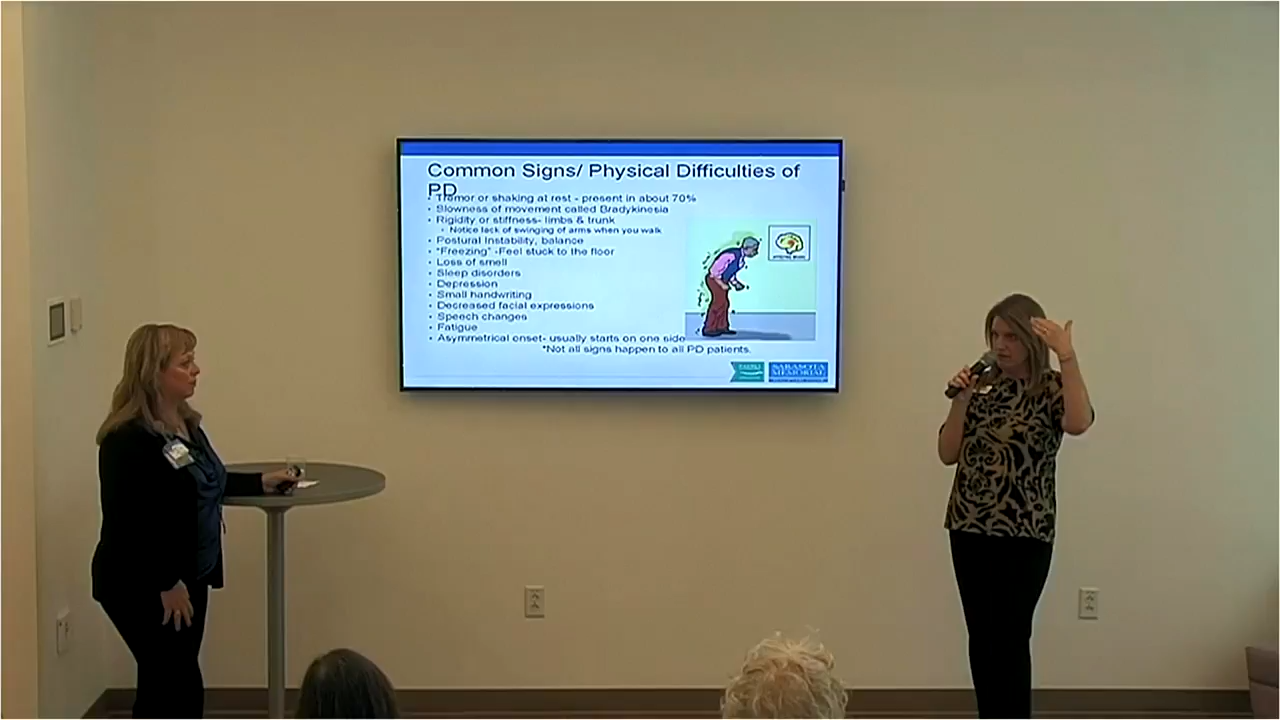 Common Signs/ Physical Difficulties of
PD
• Tremor or shaking at rest - present in about 70%
• Slowness of movement called Bradykinesia
• Rigidity or stiffness- limbs & trunk
• Notice lack of swinging of arms when you walk
• Postural Instability, balance
• "Freezing" -Feel stuck to the floor
• Loss of smell
• Sleep disorders
• Depression
• Small handwriting
• Decreased facial expressions
• Speech changes
• Fatigue
• Asymmetrical onset- usually starts on one side
*Not all signs happen to all PD patients.
SARASOTA
MEMORIAL